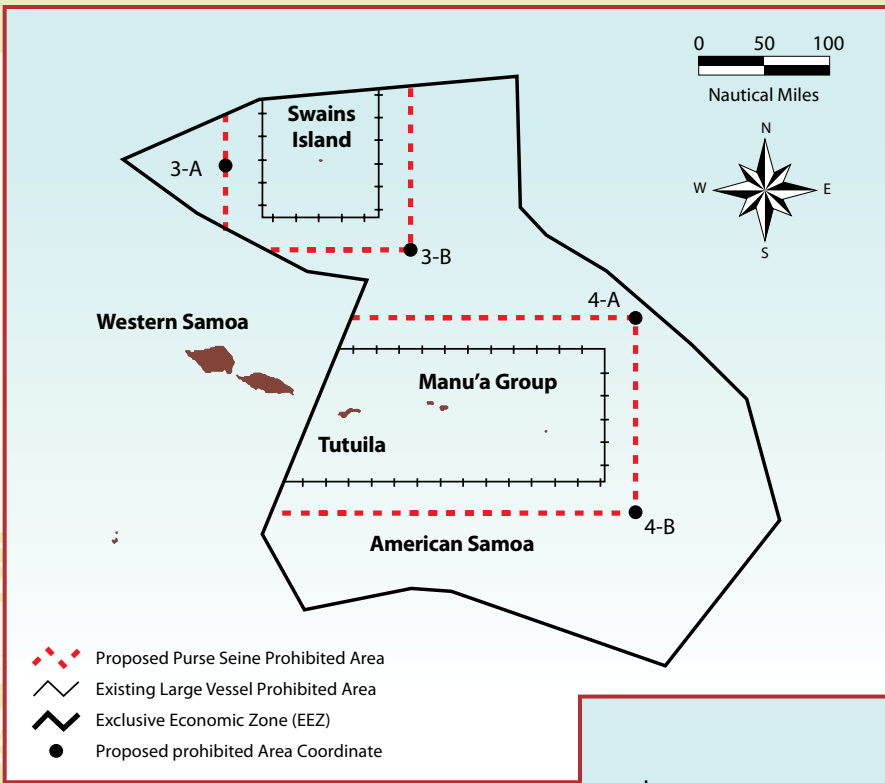 0 50 100
Nautical Miles
N
W E
S
Swains
Island
3-A
3-B
4-A
Western Samoa
Manu'a Group
Tutuila
4-B
American Samoa
Proposed Purse Seine Prohibited Area
Existing Large Vessel Prohibited Area
Exclusive Economic Zone (EEZ)
Proposed prohibited Area Coordinate